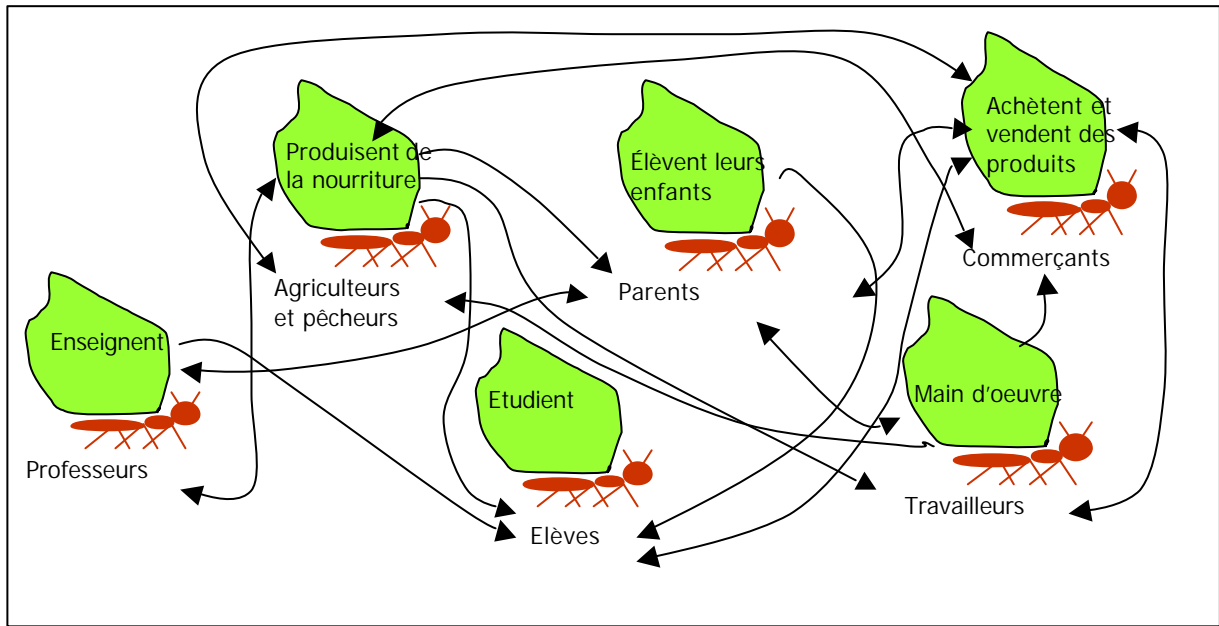 Produisent de
la nourriture
Agriculteurs
et pêcheurs
Élèvent leurs
enfants
Parents
Achètent et
vendent des
produits
Commerçants
Enseignent
Professeurs
Etudient
Elèves
Main d'oeuvre
Travailleurs